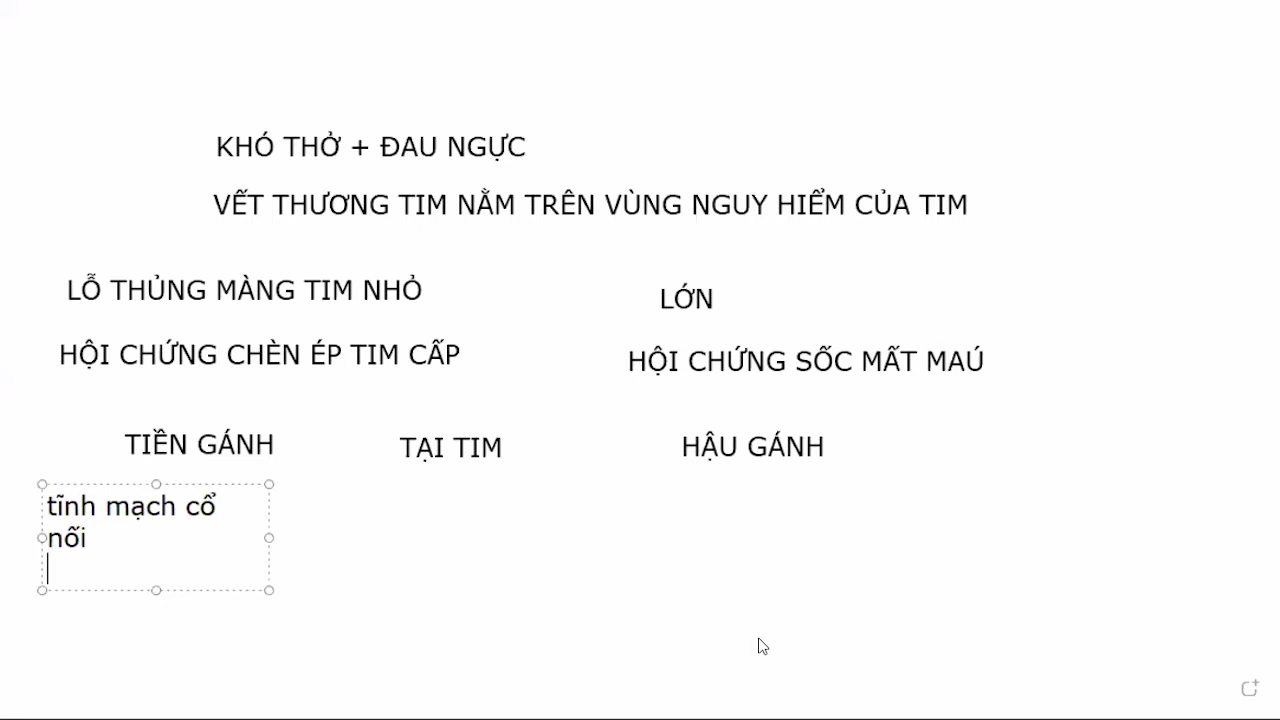 KHÓ THỞ + ĐAU NGỰC
VẾT THƯƠNG TIM NẰM TRÊN VÙNG NGUY HIỂM CỦA TIM
LỖ THỦNG MÀNG TIM NHỎ
LỚN
HỘI CHỨNG CHÈN ÉP TIM CẤP
HỘI CHỨNG SỐC MẤT MAÚ
TIỀN GÁNH
TẠI TIM
HẬU GÁNH
tĩnh mạch cổ
nối